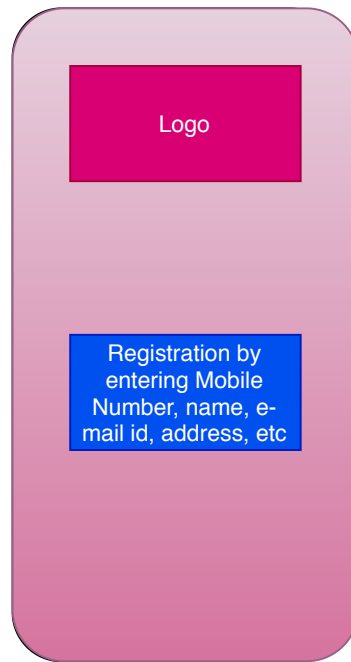 Logo
Registration by
entering Mobile
Number, name, e-
mail id, address, etc